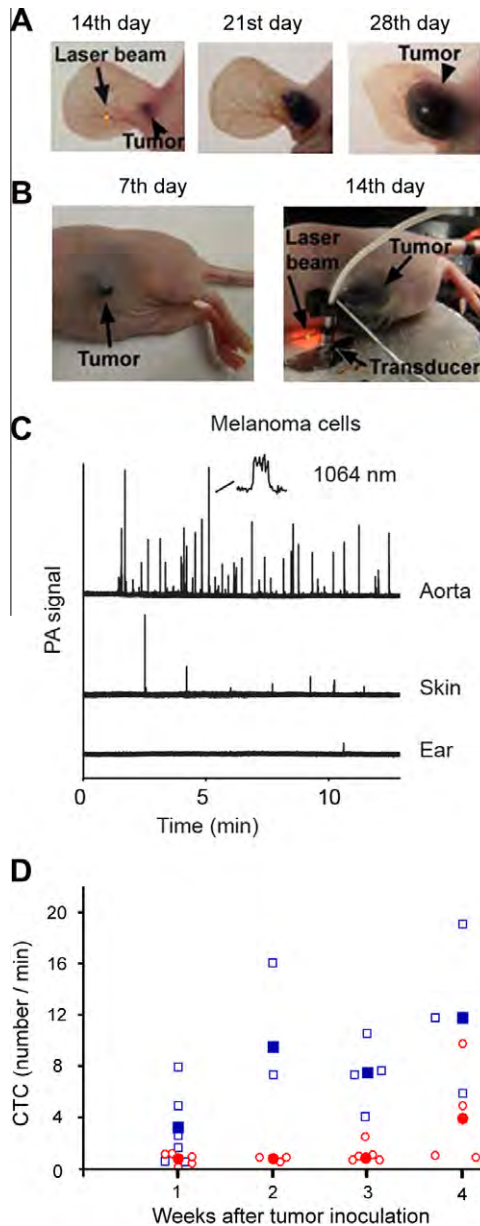 A
14th day
21st day
28th day
Laser beam
Tumor
Tumor
B
7th day
14th day
Tumor
Laser
beam
Tumor
Transducer
C
Melanoma cells
1064 nm
PA signal
Aorta
Skin
Ear
0
5
10
Time (min)
D
CTC (number / min)
20
16
12
8
4
0
1
2
3
4
Weeks after tumor inoculation